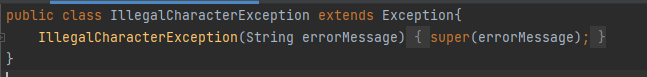 public class IllegalCharacterException extends Exception{
IllegalCharacterException(String errorMessage) { super(errorMessage); }
}